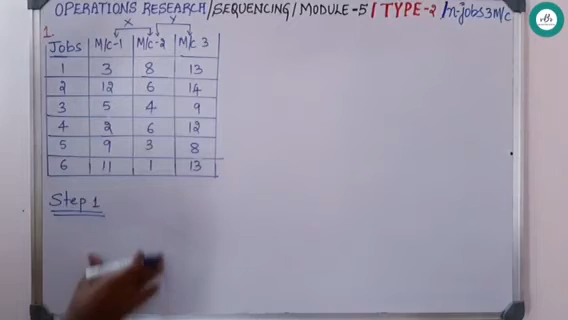 OPERATIONS RESEARCH/SEQUENCING/MODULE-5/TYPE-2/n-jobs 3M/c
X Y
1.
Jobs M/c-1 M/c-2 M/c 3
1 3 8 13
2 12 6 14
3 5 4 9
4 2 6 12
5 9 3 8
6 11 1 13
Step 1